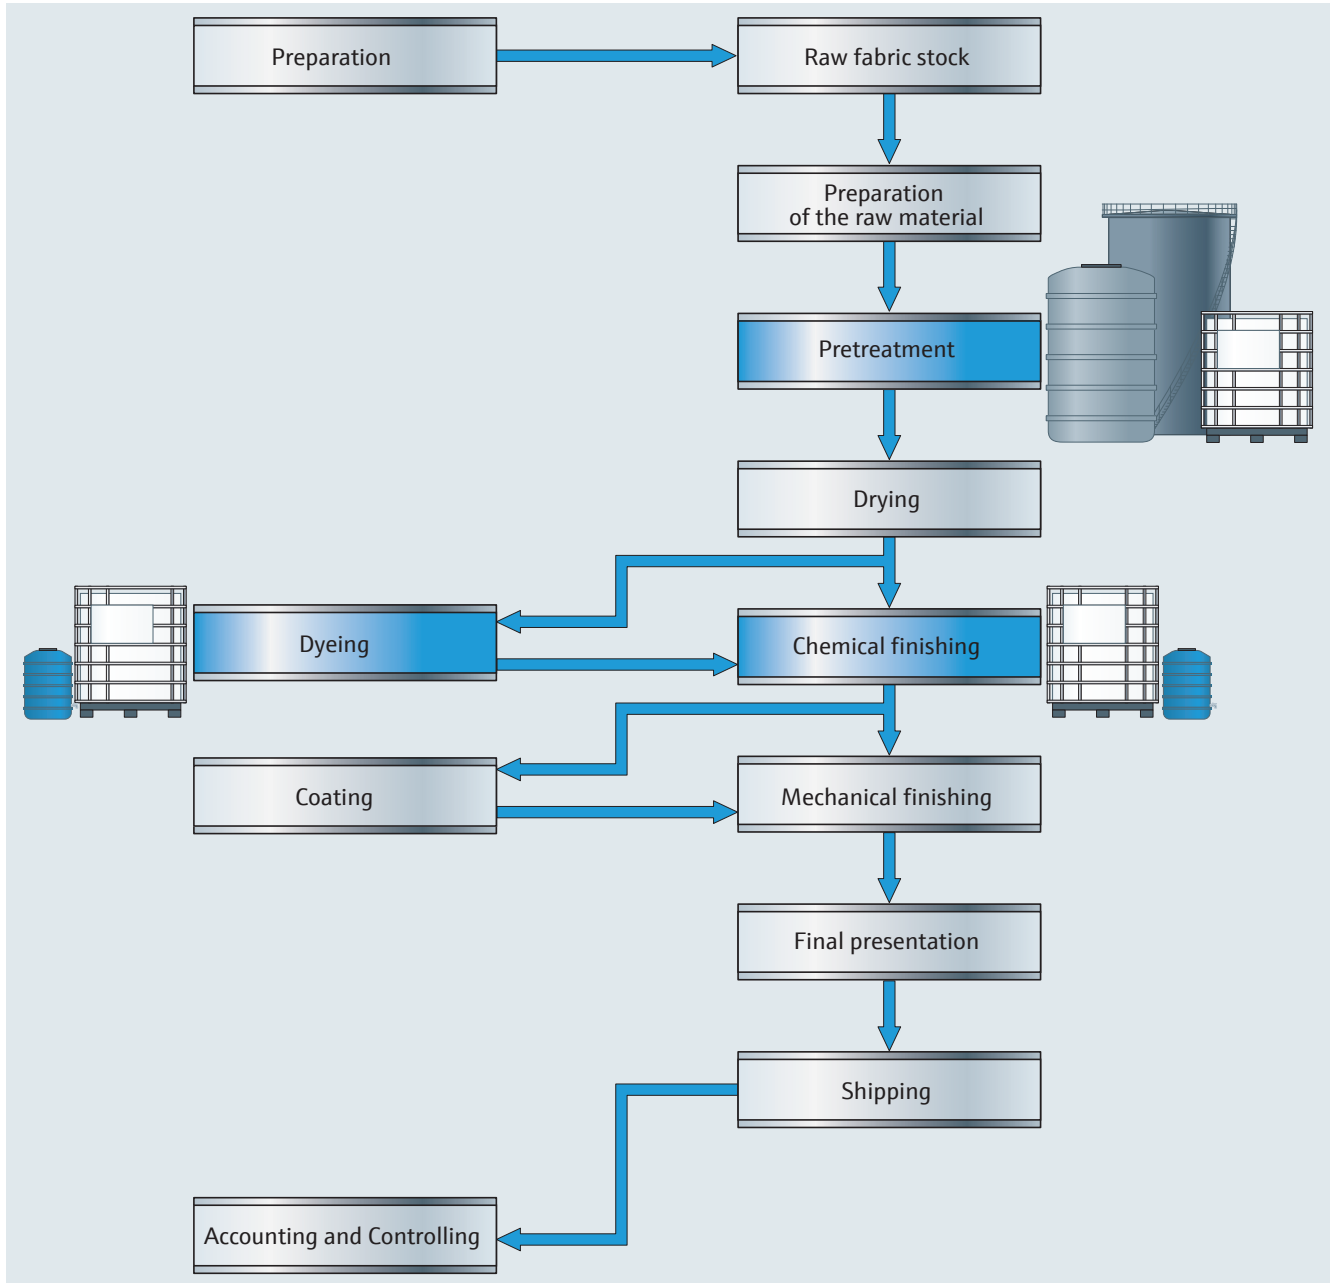 Preparation
Raw fabric stock
Preparation
of the raw material
Pretreatment
Drying
Dyeing
Chemical finishing
Coating
Mechanical finishing
Final presentation
Shipping
Accounting and Controlling